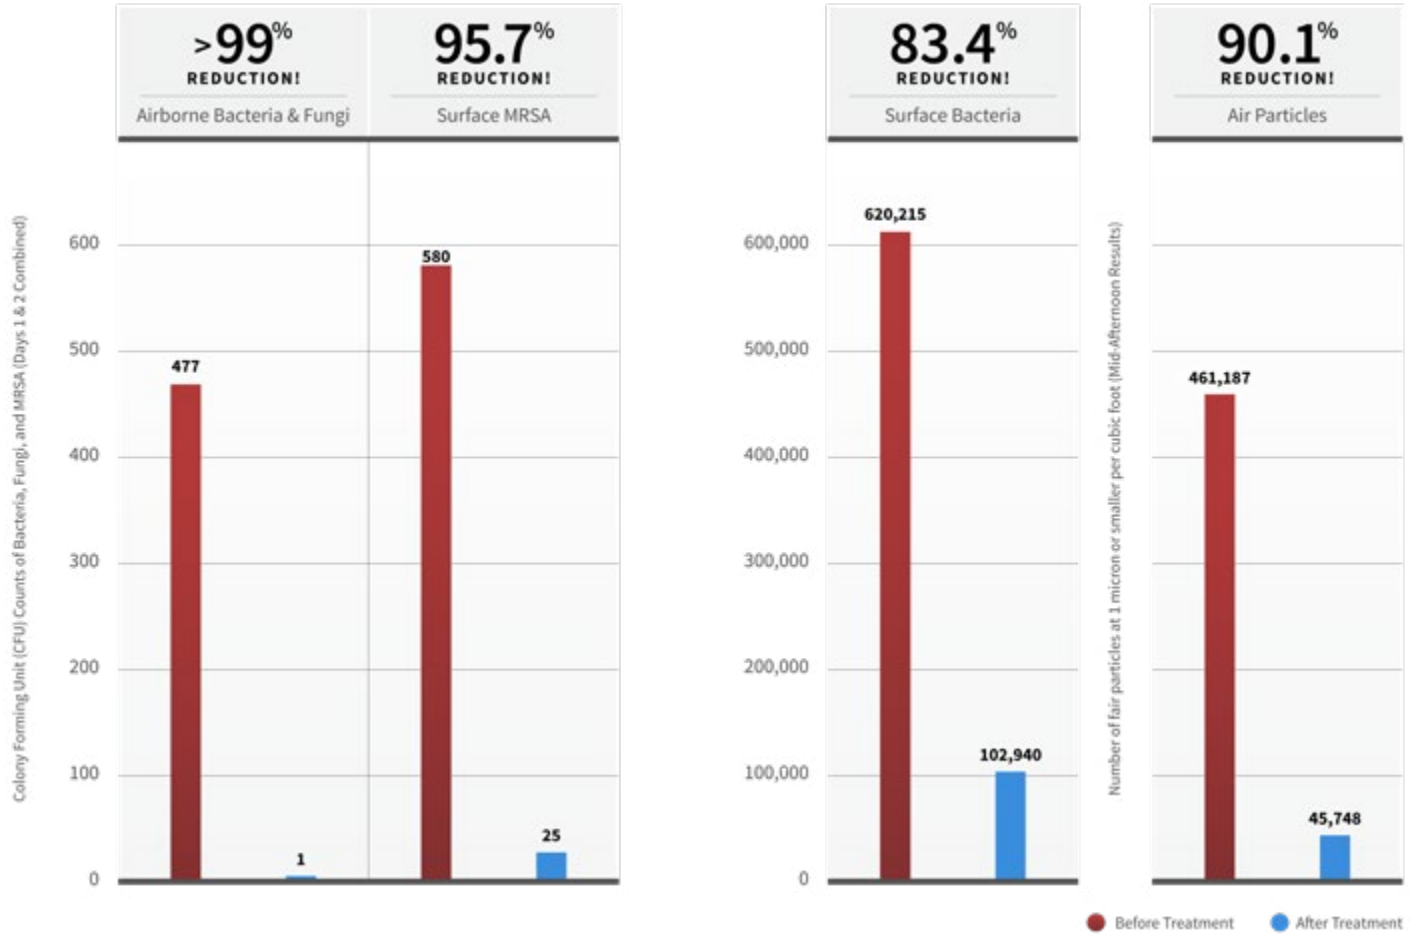 >99%
REDUCTION!
Airborne Bacteria & Fungi
95.7%
REDUCTION!
Surface MRSA
83.4%
REDUCTION!
Surface Bacteria
90.1%
REDUCTION!
Air Particles
Colony Forming Unit (CFU) Counts of Bacteria, Fungi, and MRSA (Days 1 & 2 Combined)
600
500
400
300
200
100
0
477
1
580
25
600,000
500,000
400,000
300,000
200,000
100,000
0
620,215
102,940
Number of fair particles at 1 micron or smaller per cubic foot (Mid-Afternoon Results)
461,187
45,748
Before Treatment
After Treatment